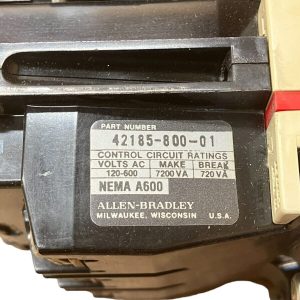 PART NUMBER
42185-800-01
CONTROL CIRCUIT RATINGS
VOLTS AC MAKE BREAK
120-600 7200 VA 720 VA
NEMA A600
ALLEN-BRADLEY
MILWAUKEE, WISCONSIN U.S.A.